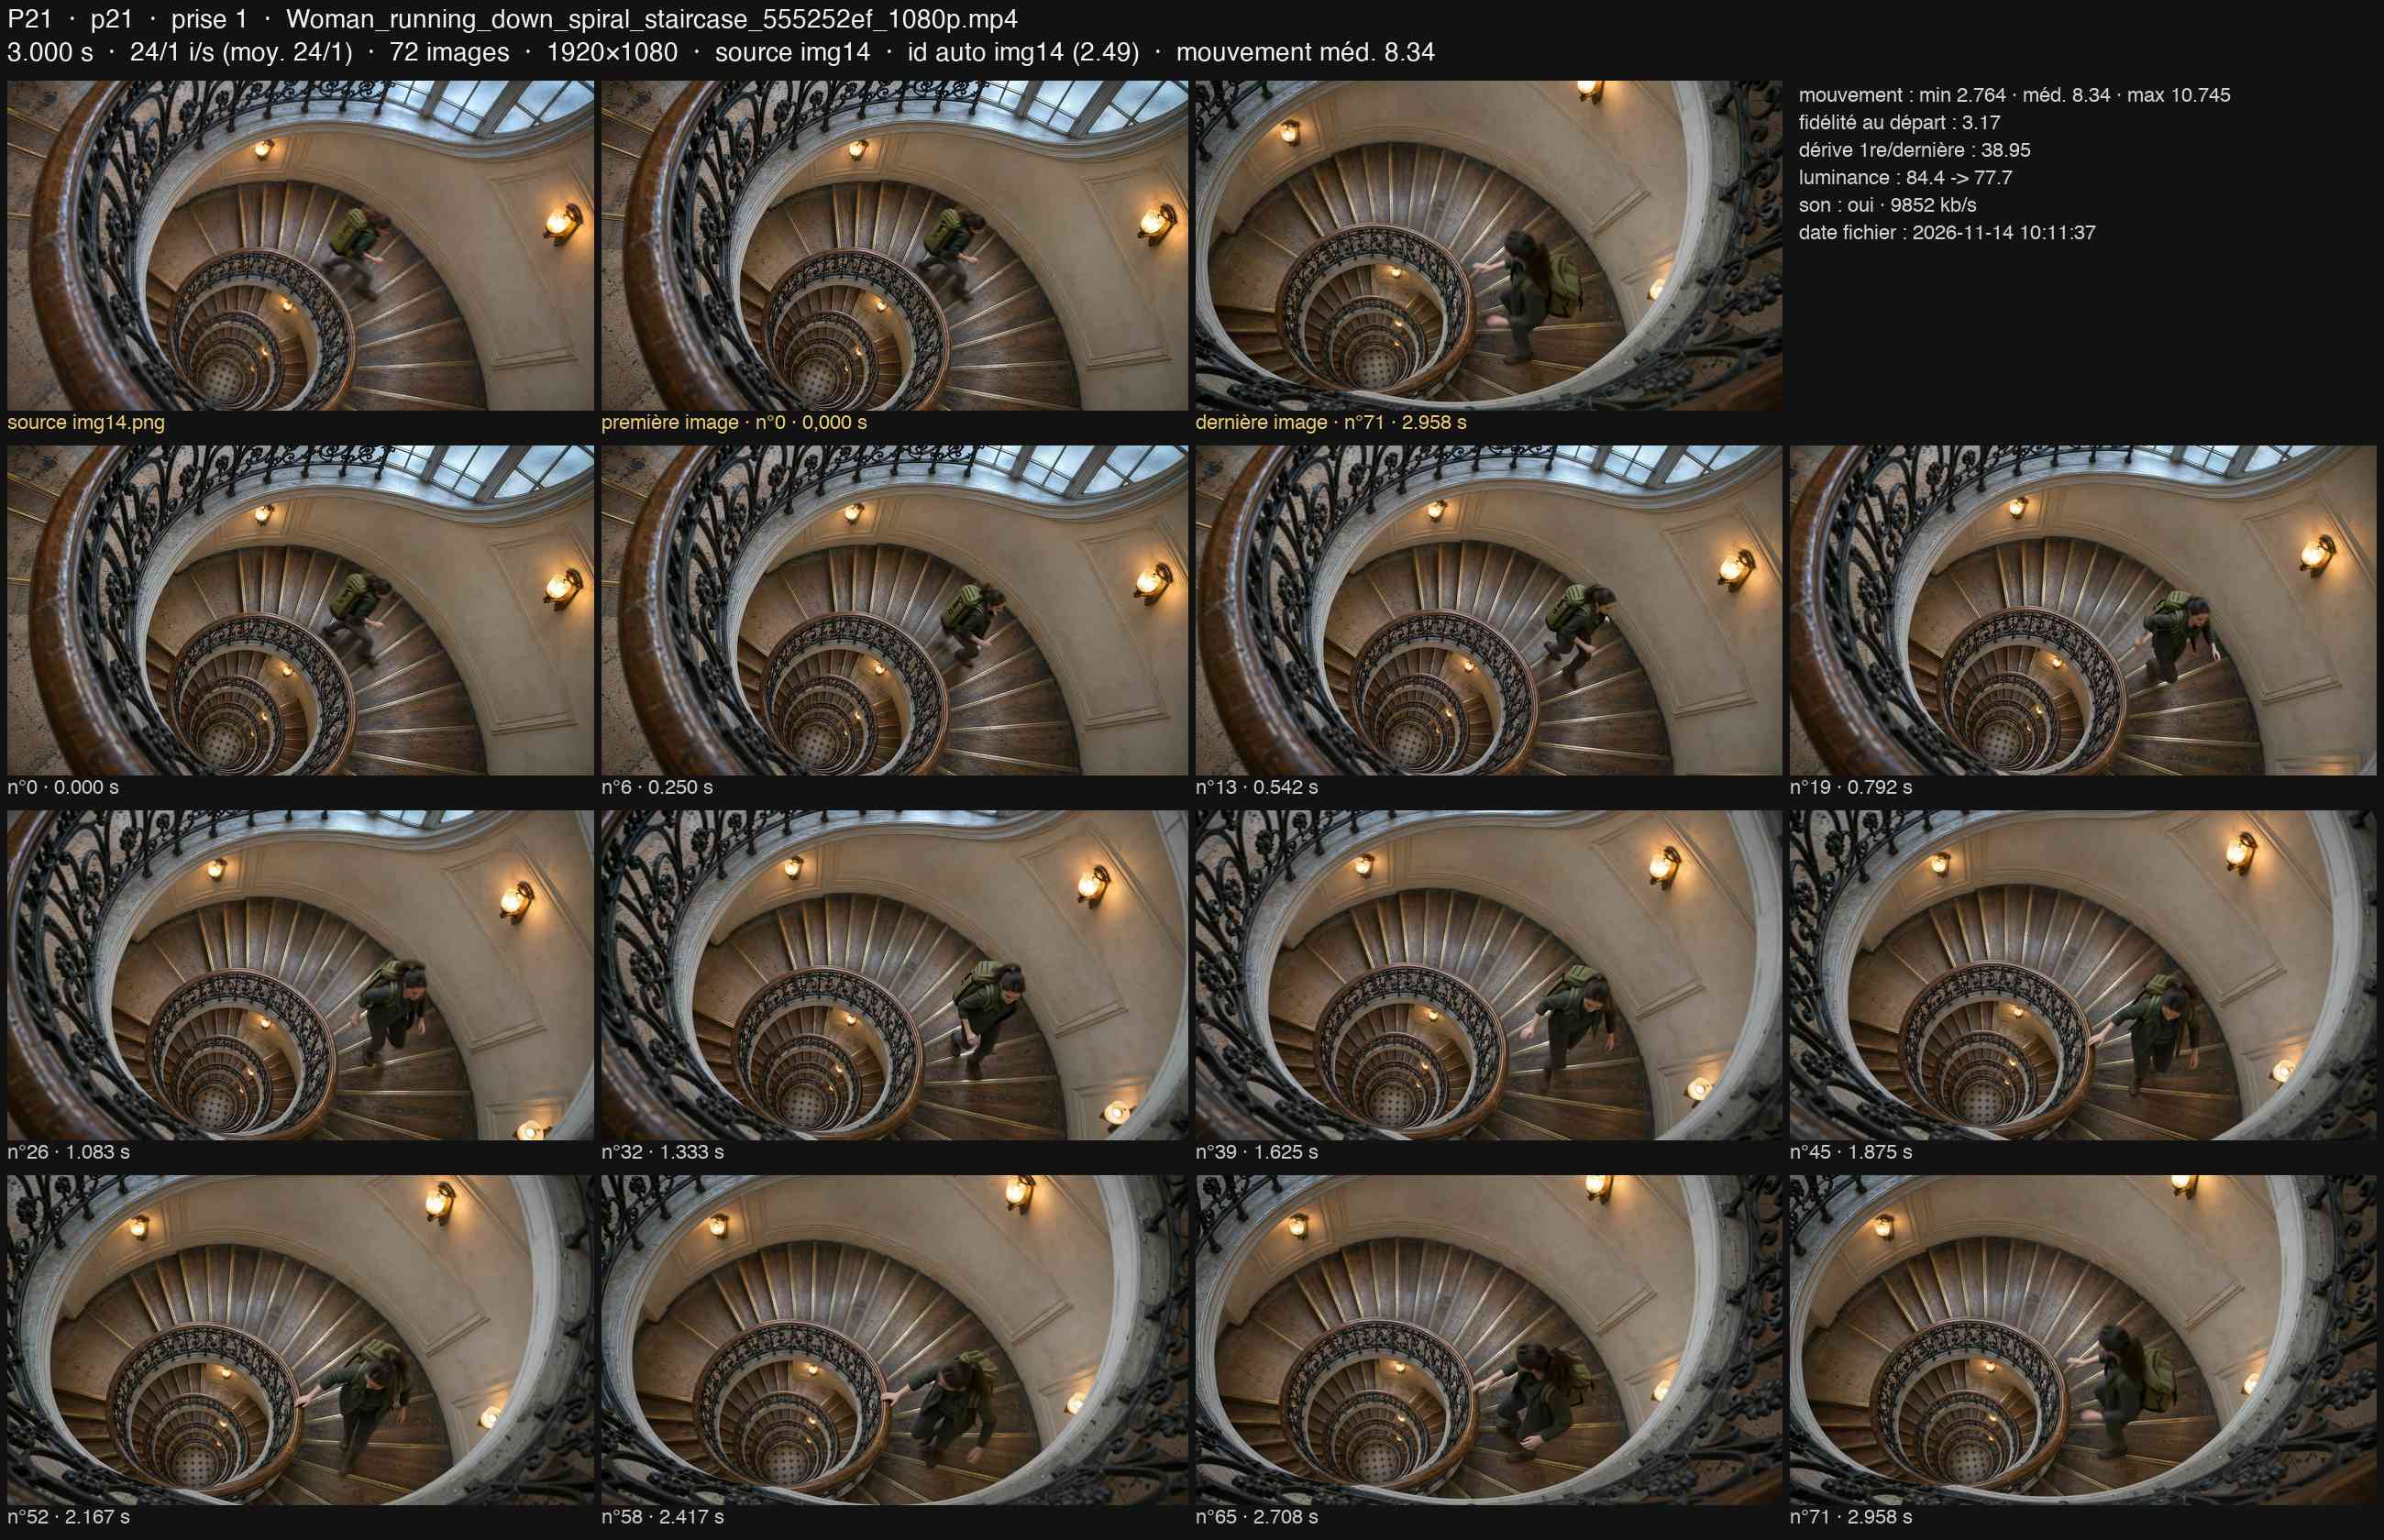 P21 · p21 · prise 1 · Woman_running_down_spiral_staircase_555252ef_1080p.mp4
3.000 s · 24/1 i/s (moy. 24/1) · 72 images · 1920×1080 · source img14 · id auto img14 (2.49) · mouvement méd. 8.34
mouvement : min 2.764 · méd. 8.34 · max 10.745
fidélité au départ : 3.17
dérive 1re/dernière : 38.95
luminance : 84.4 -> 77.7
son : oui · 9852 kb/s
date fichier : 2026-11-14 10:11:37
source img14.png
première image · n°0 · 0,000 s
dernière image · n°71 · 2.958 s
n°0 · 0.000 s
n°6 · 0.250 s
n°13 · 0.542 s
n°19 · 0.792 s
n°26 · 1.083 s
n°32 · 1.333 s
n°39 · 1.625 s
n°45 · 1.875 s
n°52 · 2.167 s
n°58 · 2.417 s
n°65 · 2.708 s
n°71 · 2.958 s